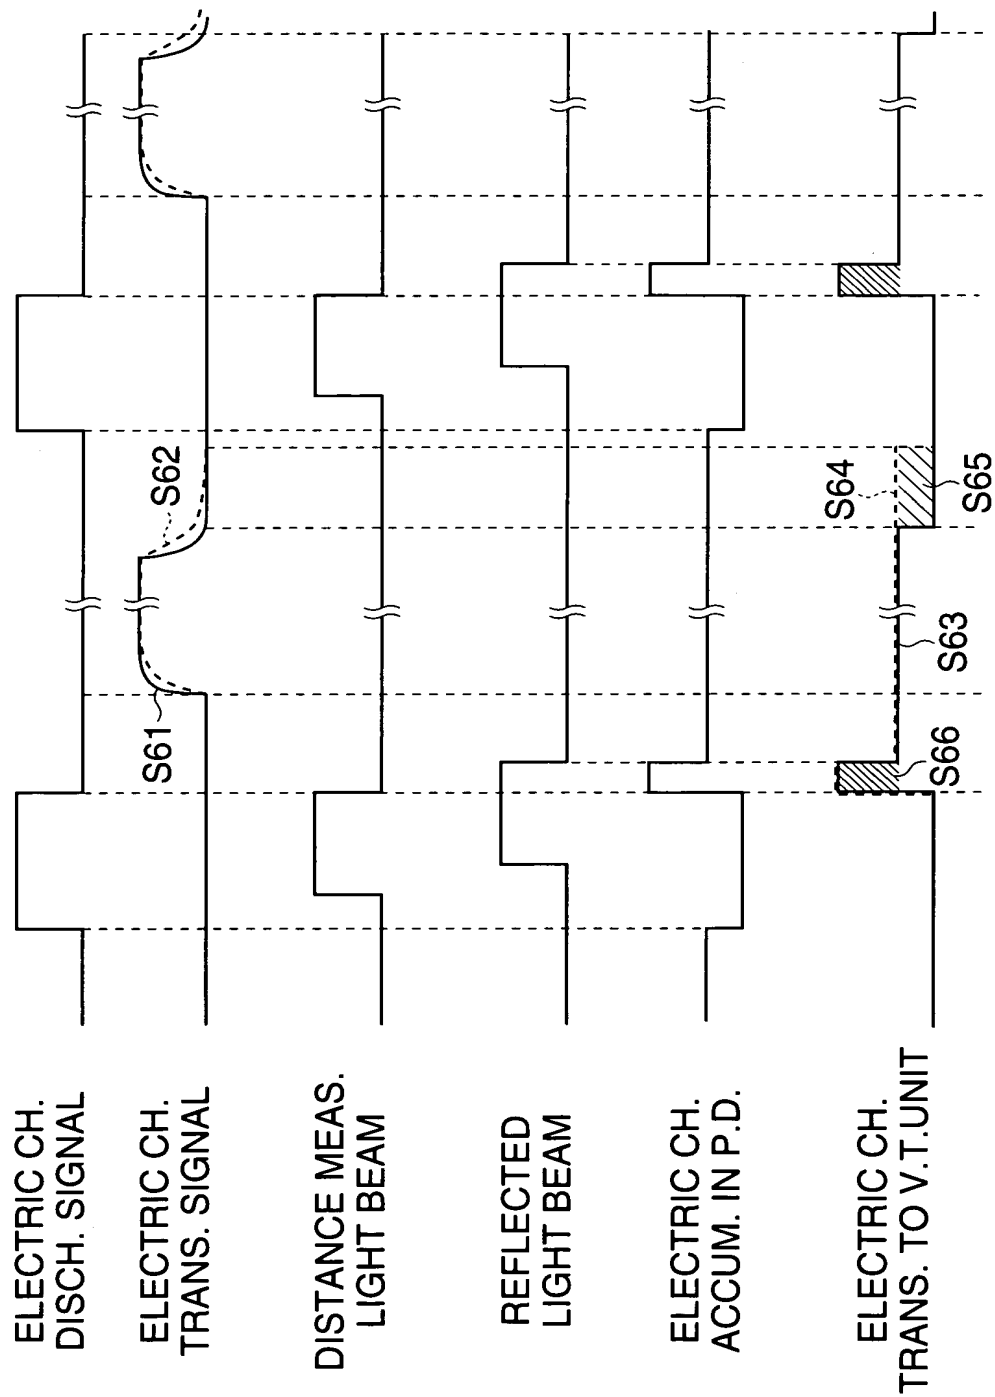 ELECTRIC CH.
DISCH. SIGNAL
ELECTRIC CH.
TRANS. SIGNAL
S61
S62
DISTANCE MEAS.
LIGHT BEAM
REFLECTED
LIGHT BEAM
ELECTRIC CH.
ACCUM. IN P.D.
ELECTRIC CH.
TRANS. TO V.T.UNIT
S66
S63
S64
S65